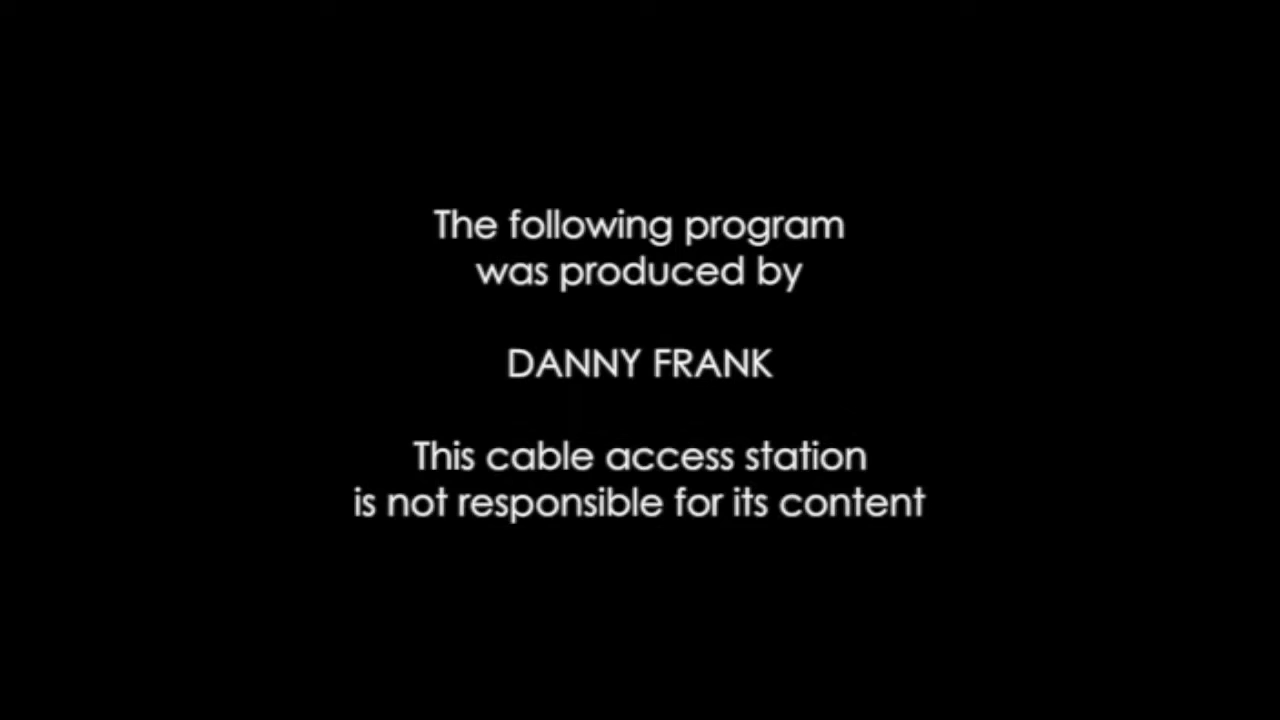 The following program
was produced by
DANNY FRANK
This cable access station
is not responsible for its content